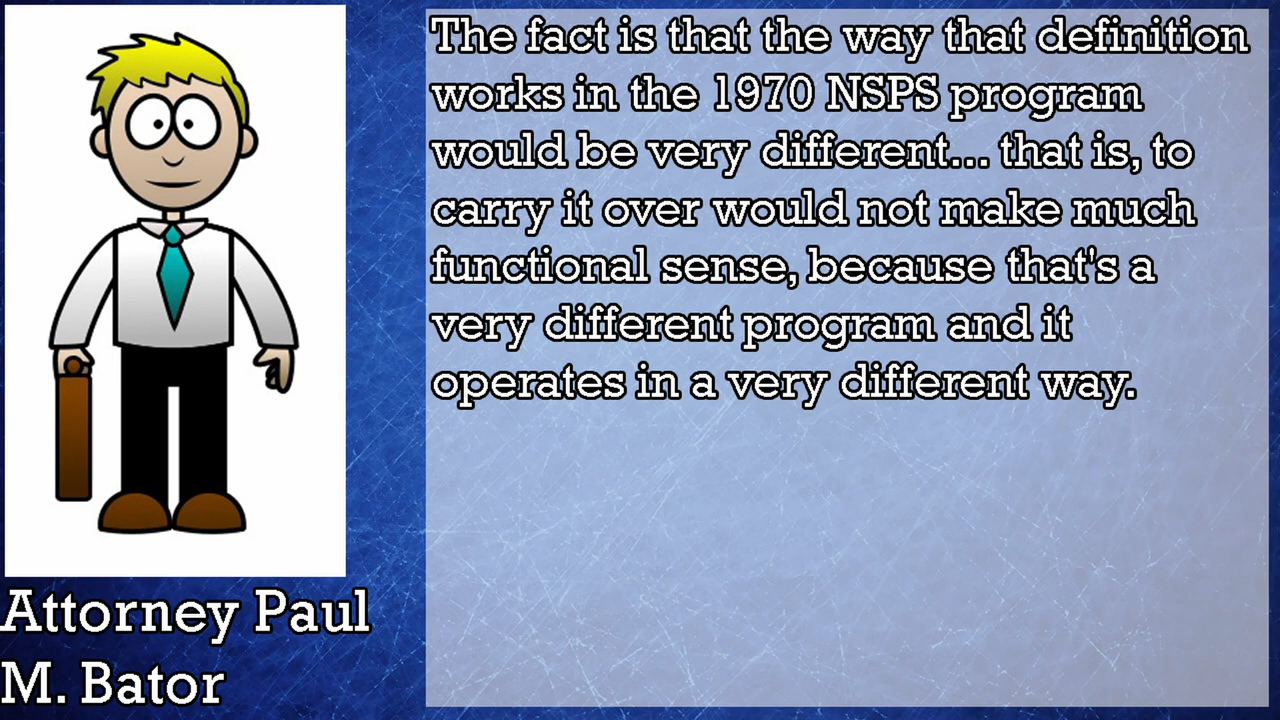 The fact is that the way that definition
works in the 1970 NSPS program
would be very different... that is, to
carry it over would not make much
functional sense, because that's a
very different program and it
operates in a very different way.
Attorney Paul
M. Bator